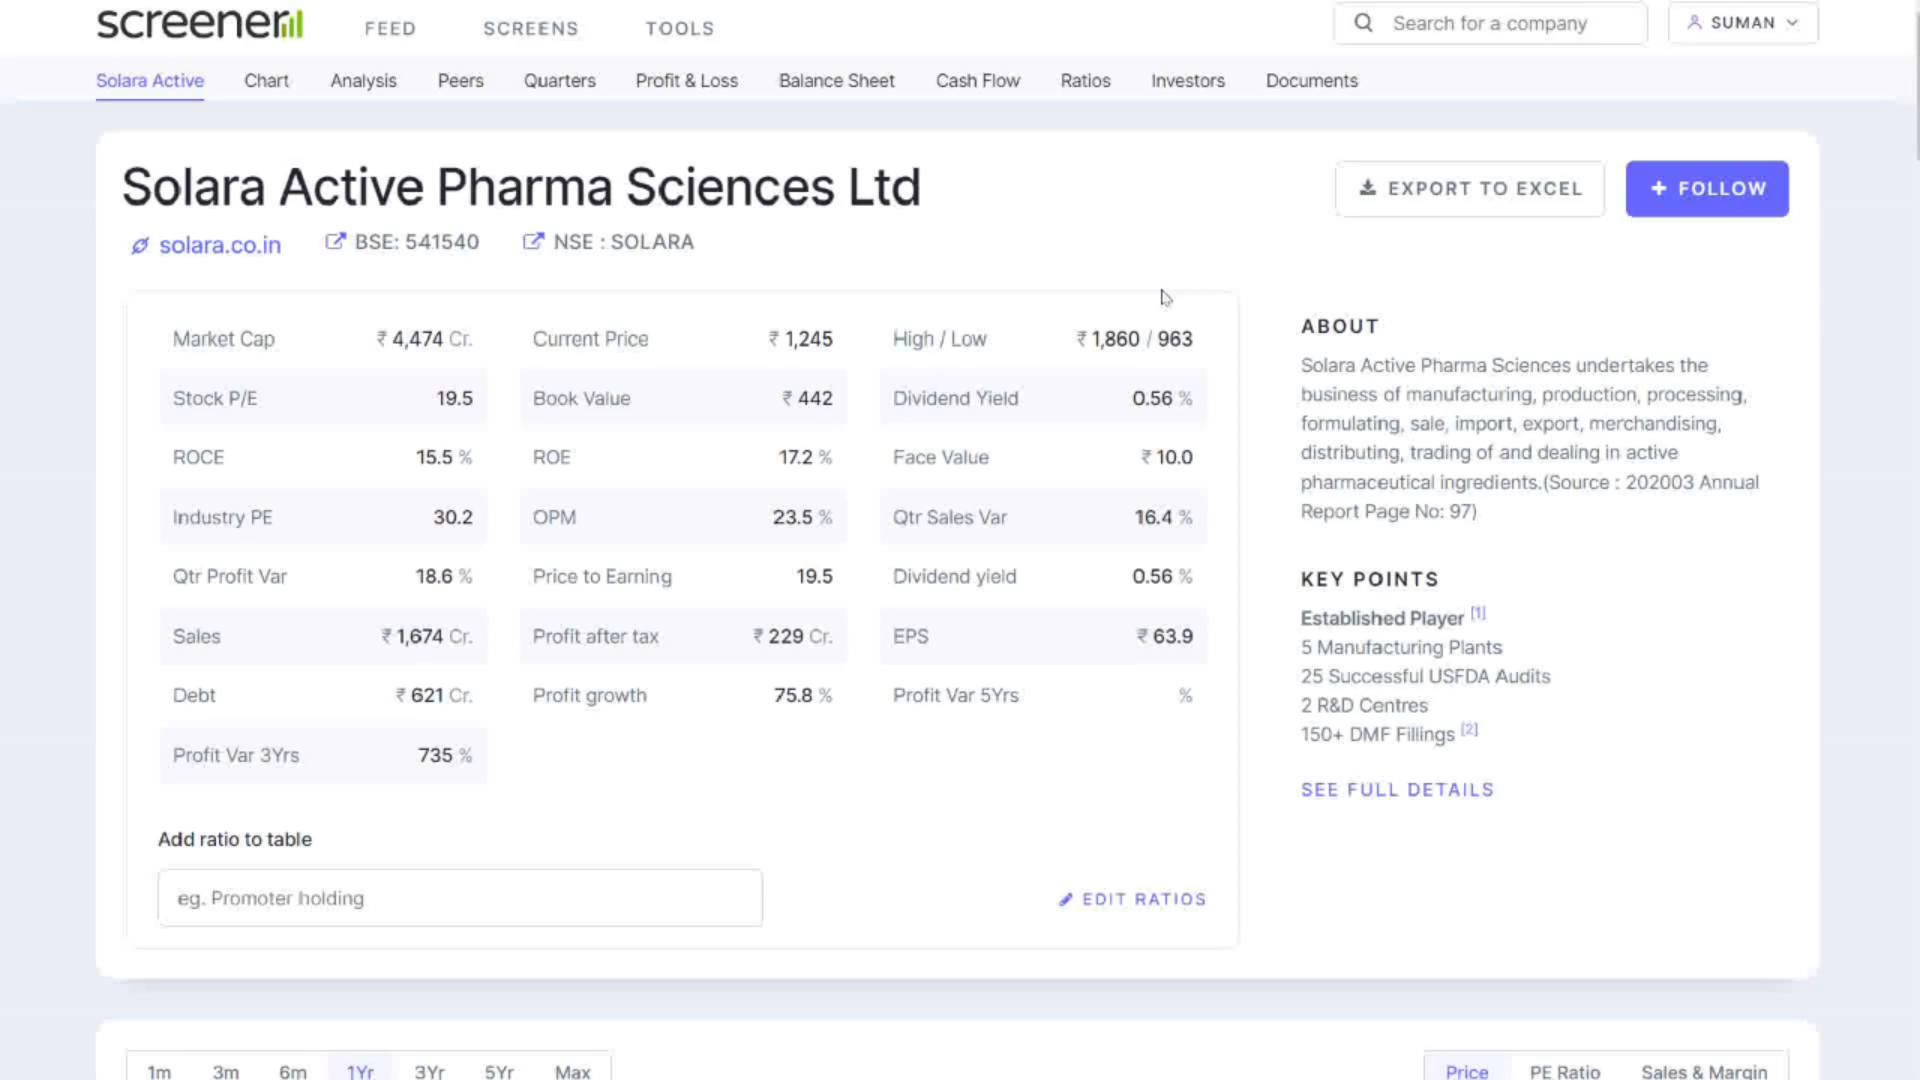 screener
FEED
SCREENS
TOOLS
Search for a company
SUMAN
Solara Active
Chart
Analysis
Peers
Quarters
Profit & Loss
Balance Sheet
Cash Flow
Ratios
Investors
Documents
Solara Active Pharma Sciences Ltd
EXPORT TO EXCEL
+ FOLLOW
solara.co.in
BSE: 541540
NSE : SOLARA
Market Cap ₹ 4,474 Cr.
Current Price ₹ 1,245
High / Low ₹ 1,860 / 963
Stock P/E 19.5
Book Value ₹ 442
Dividend Yield 0.56 %
ROCE 15.5 %
ROE 17.2 %
Face Value ₹ 10.0
Industry PE 30.2
OPM 23.5 %
Qtr Sales Var 16.4 %
Qtr Profit Var 18.6 %
Price to Earning 19.5
Dividend yield 0.56 %
Sales ₹ 1,674 Cr.
Profit after tax ₹ 229 Cr.
EPS ₹ 63.9
Debt ₹ 621 Cr.
Profit growth 75.8 %
Profit Var 5Yrs %
Profit Var 3Yrs 735 %
Add ratio to table
eg. Promoter holding
EDIT RATIOS
ABOUT
Solara Active Pharma Sciences undertakes the
business of manufacturing, production, processing,
formulating, sale, import, export, merchandising,
distributing, trading of and dealing in active
pharmaceutical ingredients.(Source : 202003 Annual
Report Page No: 97)
KEY POINTS
Established Player [1]
5 Manufacturing Plants
25 Successful USFDA Audits
2 R&D Centres
150+ DMF Fillings [2]
SEE FULL DETAILS
1m
3m
6m
1Yr
3Yr
5Yr
Max
Price
PE Ratio
Sales & Margin